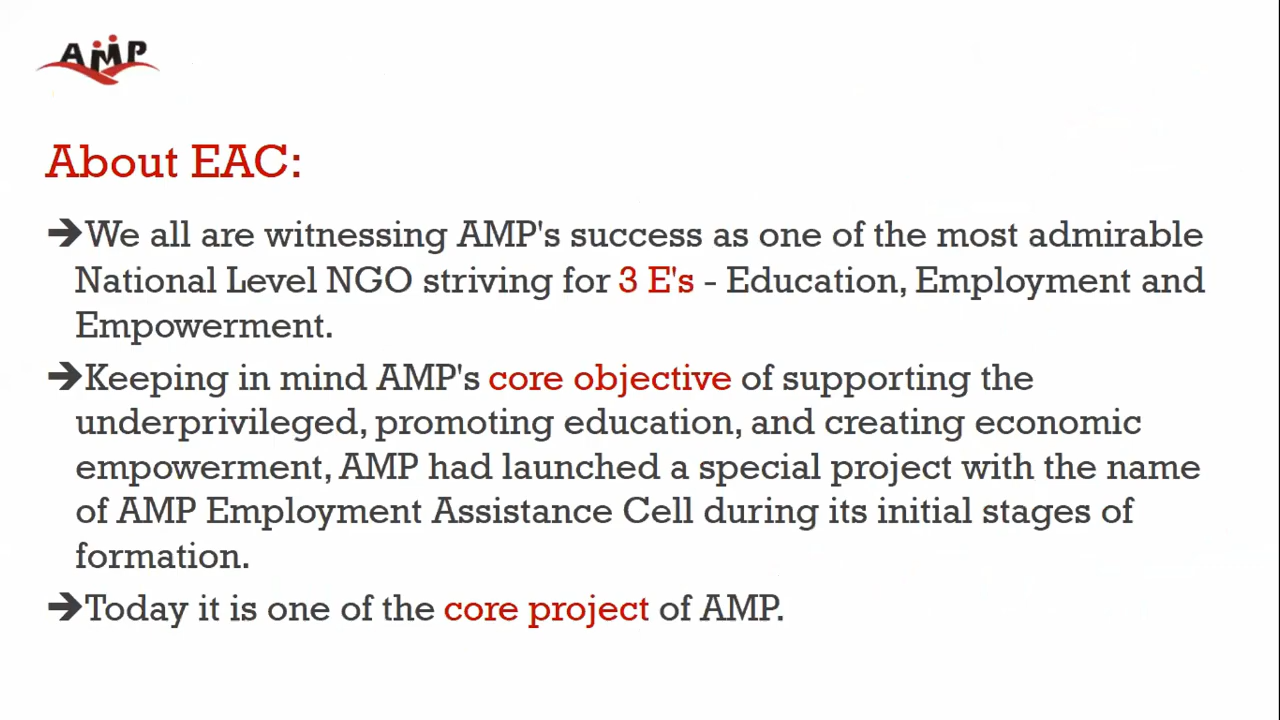 AMP
About EAC:
➔We all are witnessing AMP's success as one of the most admirable
National Level NGO striving for 3 E's - Education, Employment and
Empowerment.
➔Keeping in mind AMP's core objective of supporting the
underprivileged, promoting education, and creating economic
empowerment, AMP had launched a special project with the name
of AMP Employment Assistance Cell during its initial stages of
formation.
➔Today it is one of the core project of AMP.